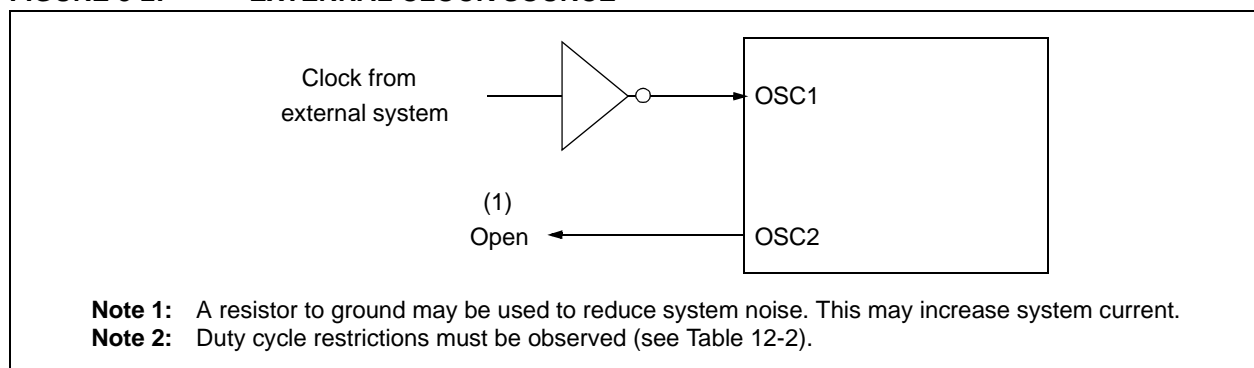 Clock from
external system
OSC1
(1)
Open
OSC2
Note 1: A resistor to ground may be used to reduce system noise. This may increase system current.
Note 2: Duty cycle restrictions must be observed (see Table 12-2).